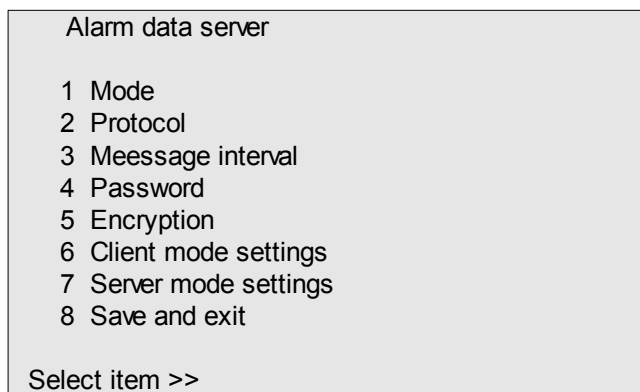 Alarm data server
1 Mode
2 Protocol
3 Meessage interval
4 Password
5 Encryption
6 Client mode settings
7 Server mode settings
8 Save and exit
Select item >>